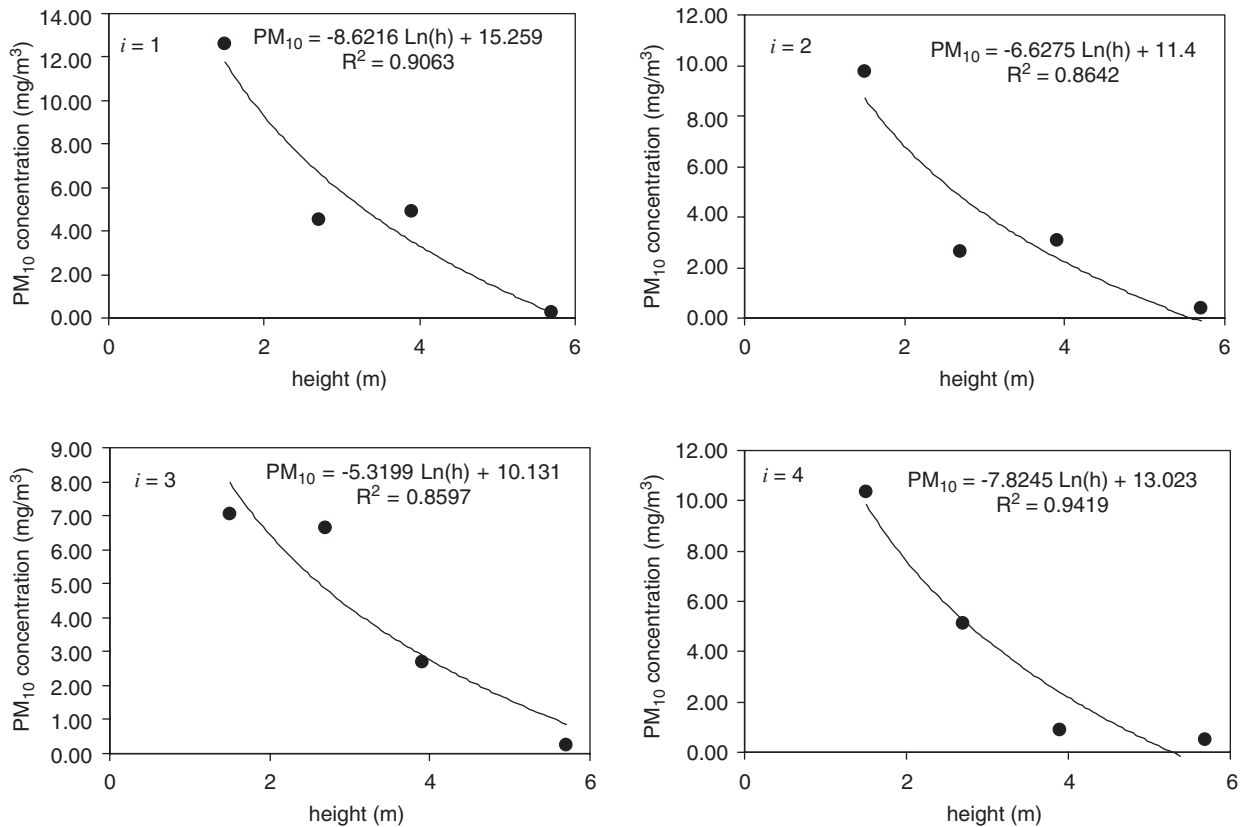 PM₁₀ concentration (mg/m³)
14.00
12.00
10.00
8.00
6.00
4.00
2.00
0.00
i = 1
PM₁₀ = -8.6216 Ln(h) + 15.259
R² = 0.9063
0 2 4 6
height (m)
PM₁₀ concentration (mg/m³)
12.00
10.00
8.00
6.00
4.00
2.00
0.00
i = 2
PM₁₀ = -6.6275 Ln(h) + 11.4
R² = 0.8642
0 2 4 6
height (m)
PM₁₀ concentration (mg/m³)
9.00
8.00
7.00
6.00
5.00
4.00
3.00
2.00
1.00
0.00
i = 3
PM₁₀ = -5.3199 Ln(h) + 10.131
R² = 0.8597
0 2 4 6
height (m)
PM₁₀ concentration (mg/m³)
12.00
10.00
8.00
6.00
4.00
2.00
0.00
i = 4
PM₁₀ = -7.8245 Ln(h) + 13.023
R² = 0.9419
0 2 4 6
height (m)